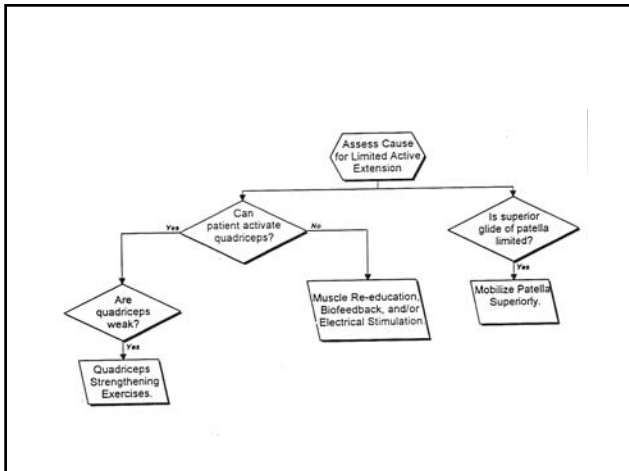 Assess Cause
for Limited Active
Extension
Can
patient activate
quadriceps?
Yes
No
Is superior
glide of patella
limited?
Yes
Are
quadriceps
weak?
Yes
Muscle Re-education,
Biofeedback, and/or
Electrical Stimulation
Mobilize Patella
Superiorly.
Quadriceps
Strengthening
Exercises.